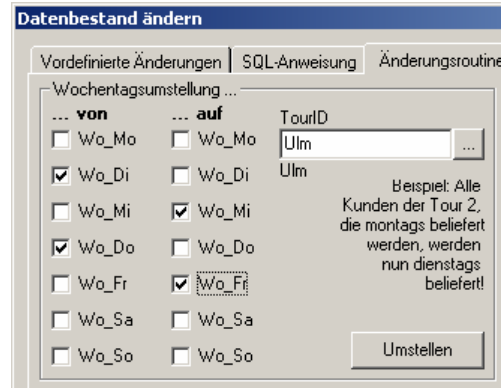 Datenbestand ändern
Vordefinierte Änderungen SQL-Anweisung Änderungsroutine
Wochentagsumstellung ...
... von ... auf TourID
Wo_Mo Wo_Mo Ulm ...
Wo_Di Wo_Di Ulm
Beispiel: Alle
Wo_Mi Wo_Mi Kunden der Tour 2,
die montags beliefert
Wo_Do Wo_Do werden, werden
nun dienstags
Wo_Fr Wo_Fr beliefert!
Wo_Sa Wo_Sa
Wo_So Wo_So Umstellen